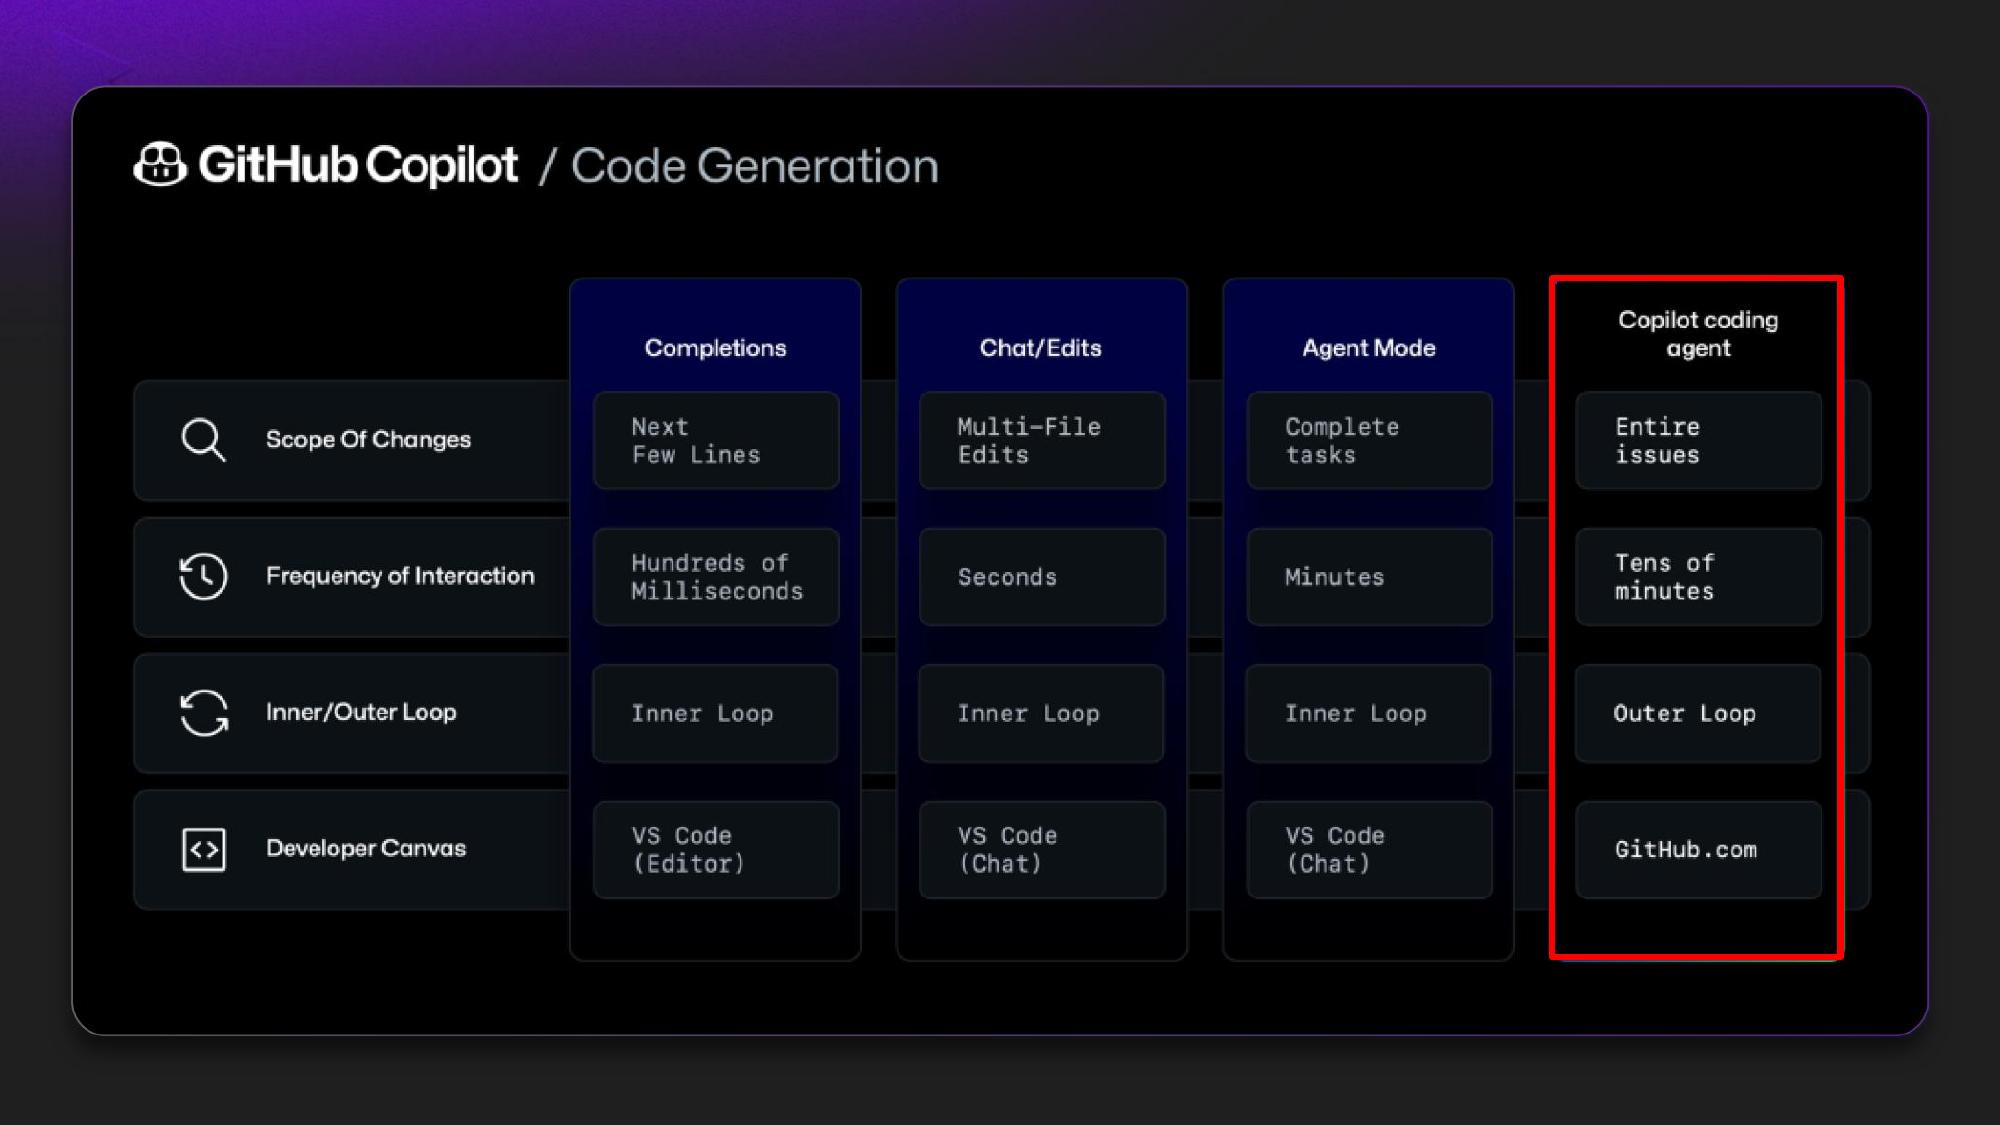 GitHub Copilot / Code Generation
Completions
Chat/Edits
Agent Mode
Copilot coding
agent
Scope Of Changes
Next
Few Lines
Multi-File
Edits
Complete
tasks
Entire
issues
Frequency of Interaction
Hundreds of
Milliseconds
Seconds
Minutes
Tens of
minutes
Inner/Outer Loop
Inner Loop
Inner Loop
Inner Loop
Outer Loop
Developer Canvas
VS Code
(Editor)
VS Code
(Chat)
VS Code
(Chat)
GitHub.com